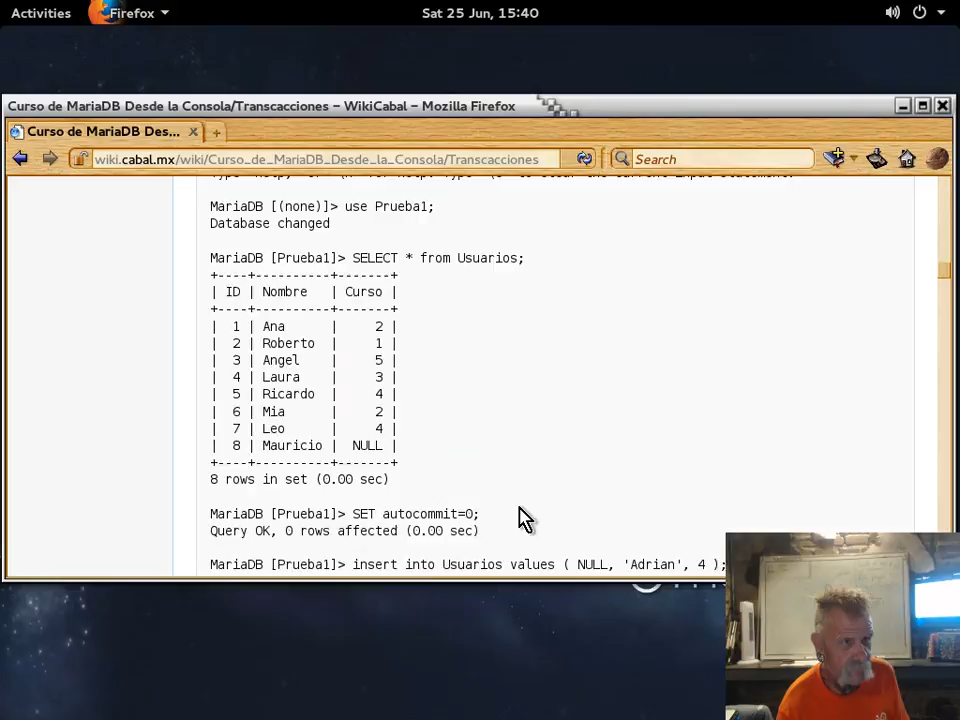 Activities Firefox Sat 25 Jun, 15:40
Curso de MariaDB Desde la Consola/Transcacciones – WikiCabal – Mozilla Firefox
Curso de MariaDB Des...
wiki.cabal.mx/wiki/Curso_de_MariaDB_Desde_la_Consola/Transcacciones Search
MariaDB [(none)]> use Prueba1;
Database changed
MariaDB [Prueba1]> SELECT * from Usuarios;
+----+----------+-------+
| ID | Nombre | Curso |
+----+----------+-------+
| 1 | Ana | 2 |
| 2 | Roberto | 1 |
| 3 | Angel | 5 |
| 4 | Laura | 3 |
| 5 | Ricardo | 4 |
| 6 | Mia | 2 |
| 7 | Leo | 4 |
| 8 | Mauricio | NULL |
+----+----------+-------+
8 rows in set (0.00 sec)
MariaDB [Prueba1]> SET autocommit=0;
Query OK, 0 rows affected (0.00 sec)
MariaDB [Prueba1]> insert into Usuarios values ( NULL, 'Adrian', 4 );